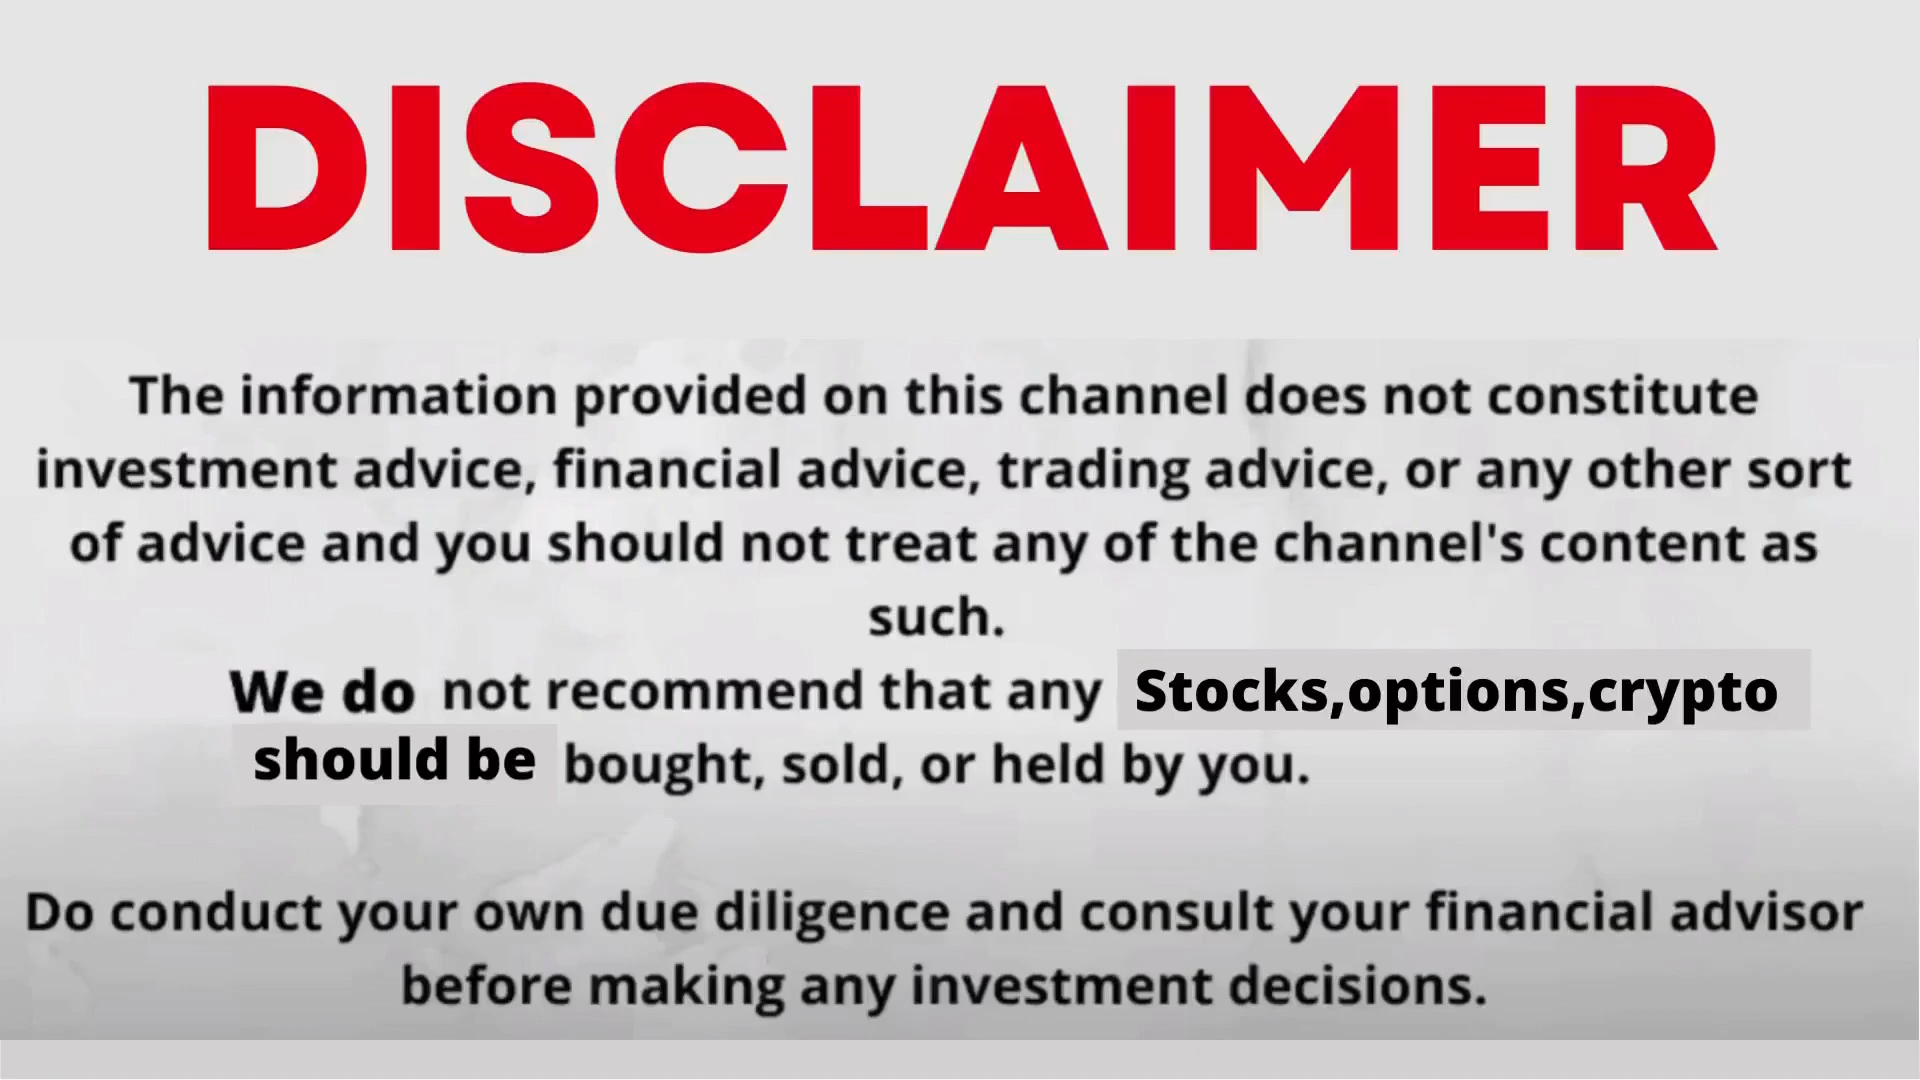 DISCLAIMER
The information provided on this channel does not constitute
investment advice, financial advice, trading advice, or any other sort
of advice and you should not treat any of the channel's content as
such.
We do not recommend that any Stocks,options,crypto
should be bought, sold, or held by you.
Do conduct your own due diligence and consult your financial advisor
before making any investment decisions.